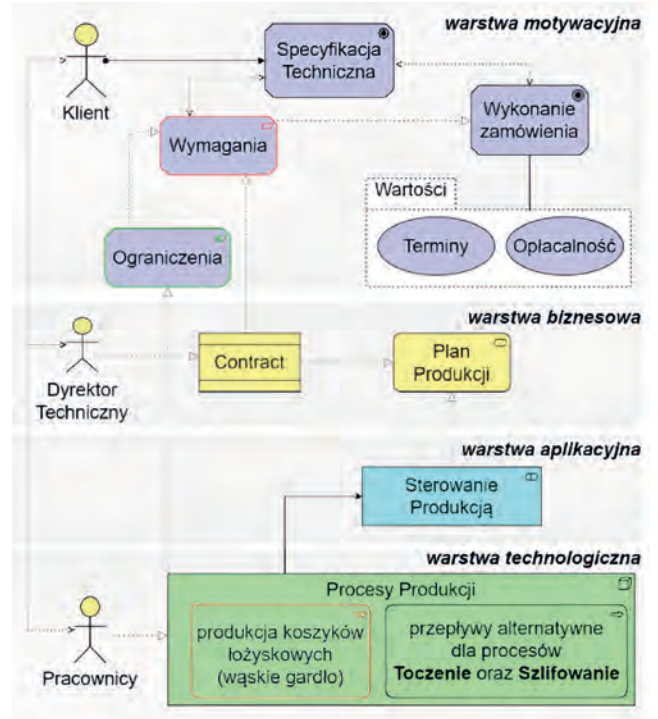 warstwa motywacyjna
Specyfikacja
Techniczna
Klient
Wykonanie
zamówienia
Wymagania
Wartości
Terminy
Opłacalność
Ograniczenia
warstwa biznesowa
Contract
Plan
Produkcji
Dyrektor
Techniczny
warstwa aplikacyjna
Sterowanie
Produkcją
warstwa technologiczna
Procesy Produkcji
produkcja koszyków
łożyskowych
(wąskie gardło)
przepływy alternatywne
dla procesów
Toczenie oraz Szlifowanie
Pracownicy